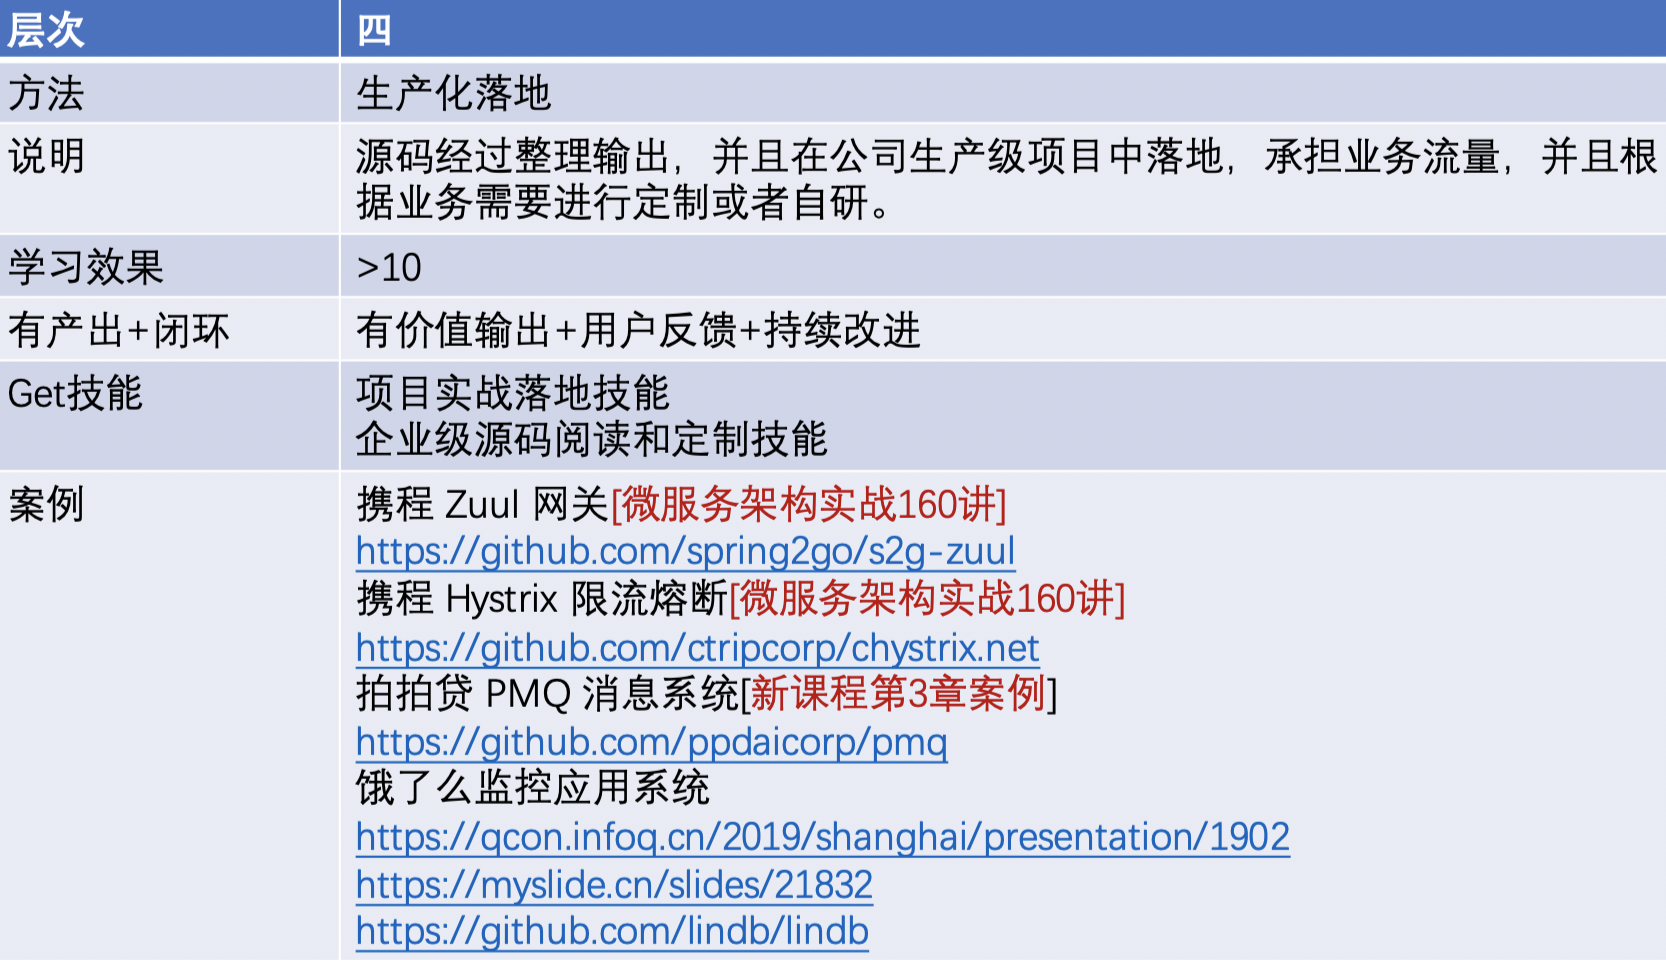 层次 四
方法 生产化落地
说明 源码经过整理输出，并且在公司生产级项目中落地，承担业务流量，并且根
据业务需要进行定制或者自研。
学习效果 >10
有产出+闭环 有价值输出+用户反馈+持续改进
Get技能 项目实战落地技能
企业级源码阅读和定制技能
案例 携程 Zuul 网关[微服务架构实战160讲]
https://github.com/spring2go/s2g-zuul
携程 Hystrix 限流熔断[微服务架构实战160讲]
https://github.com/ctripcorp/chystrix.net
拍拍贷 PMQ 消息系统[新课程第3章案例]
https://github.com/ppdaicorp/pmq
饿了么监控应用系统
https://qcon.infoq.cn/2019/shanghai/presentation/1902
https://myslide.cn/slides/21832
https://github.com/lindb/lindb